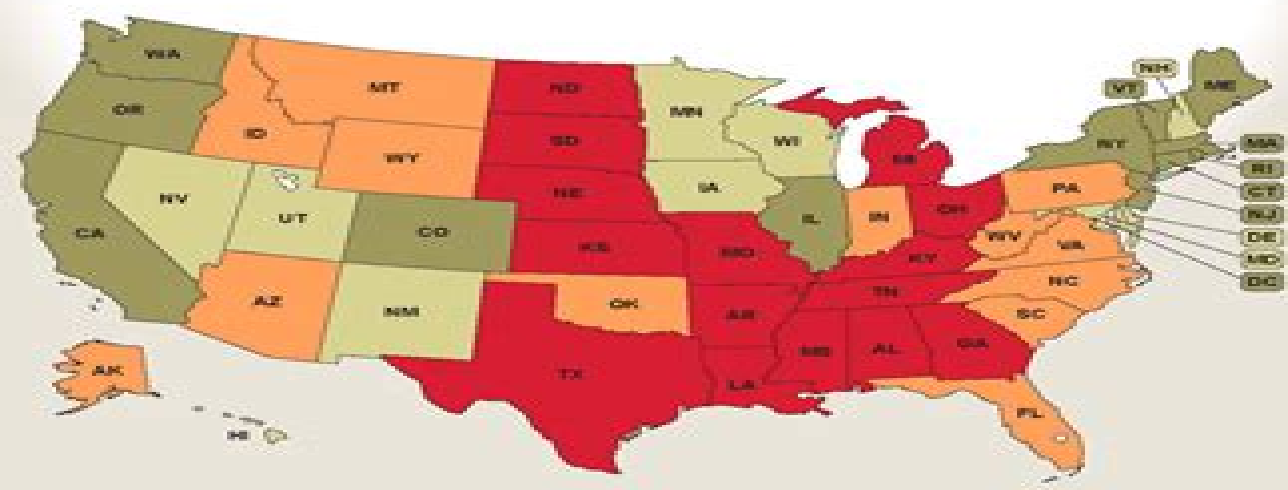 WA
OR
CA
NV
ID
MT
WY
UT
AZ
CO
NM
ND
SD
NE
KS
OK
TX
MN
IA
MO
AR
LA
WI
IL
MI
IN
OH
KY
TN
MS
AL
GA
FL
SC
NC
VA
WV
PA
NY
VT
NH
ME
MA
RI
CT
NJ
DE
MD
DC
AK
HI